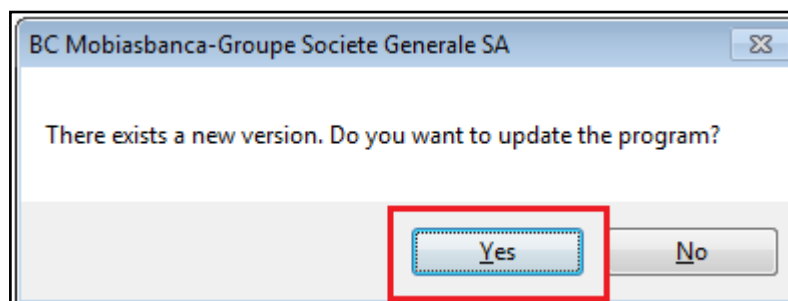 BC Mobiasbanca-Groupe Societe Generale SA
There exists a new version. Do you want to update the program?
Yes
No